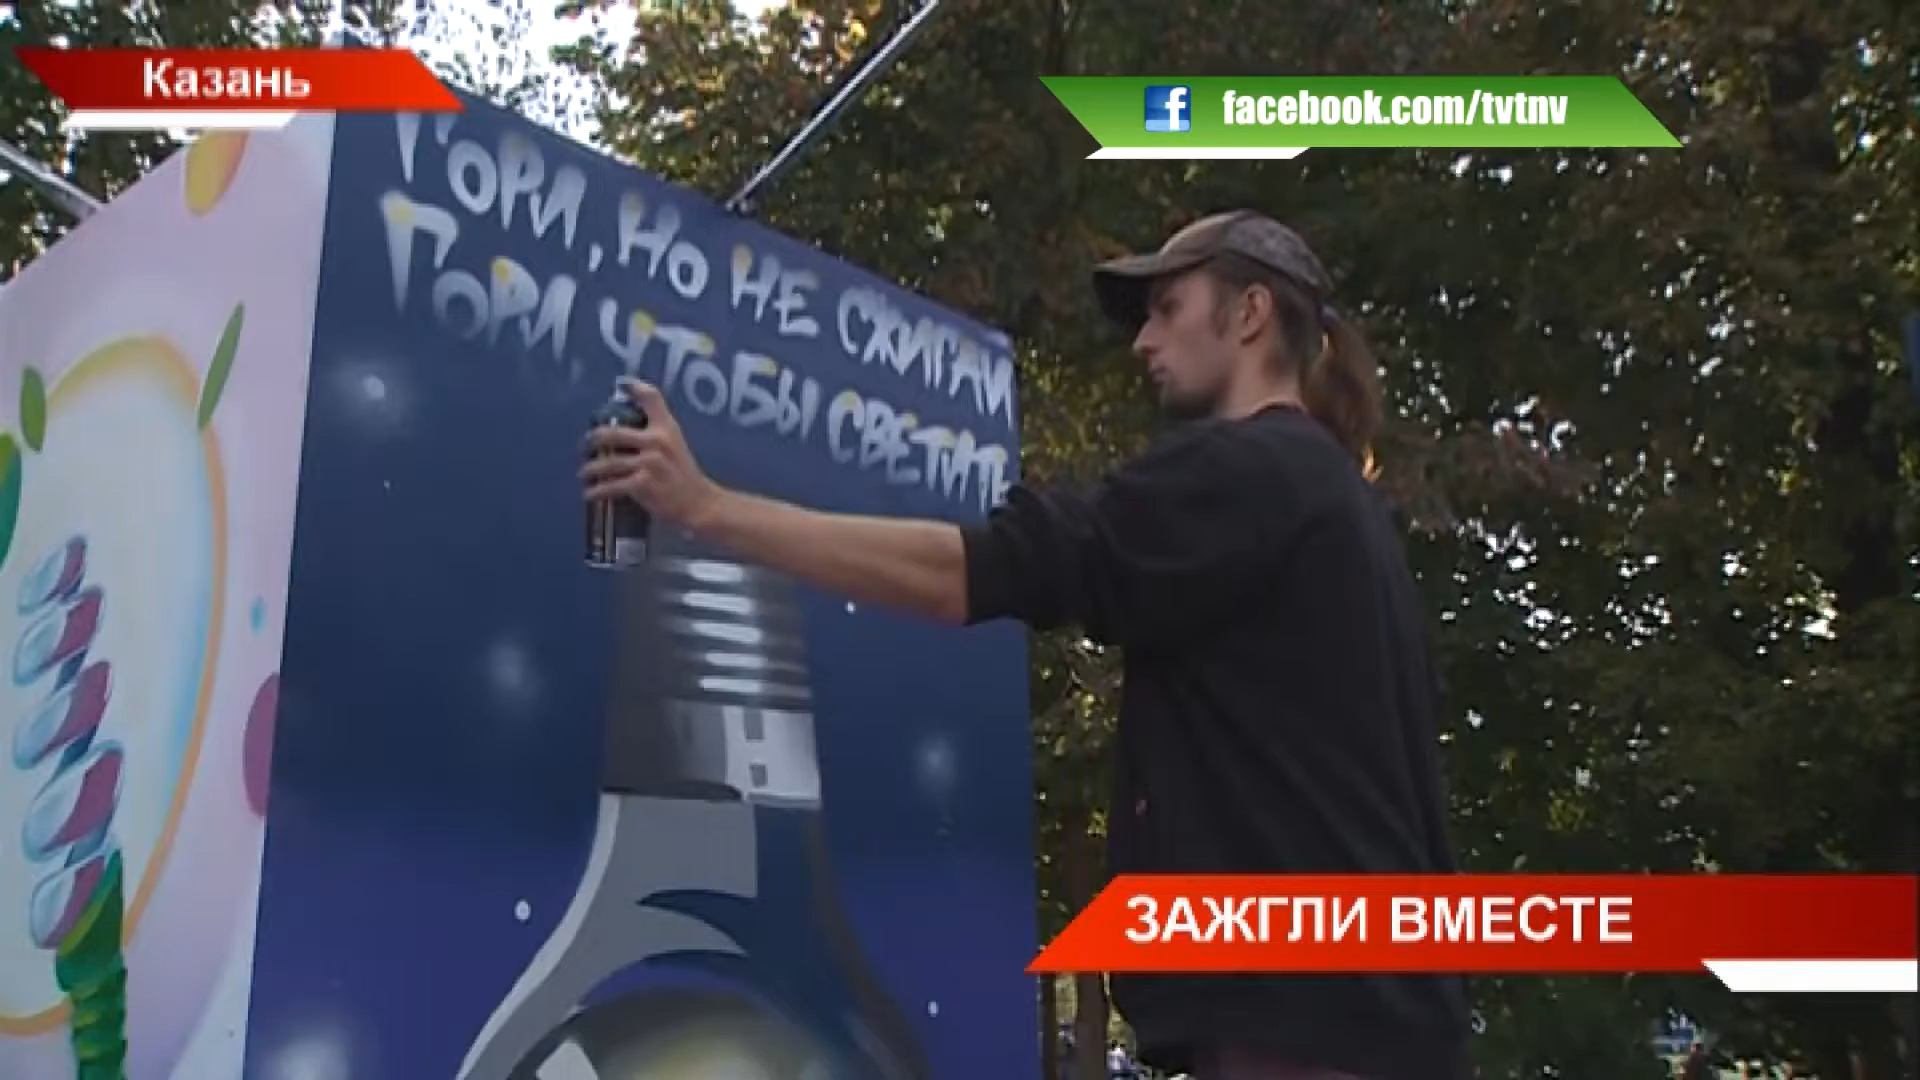 Казань
facebook.com/tvtnv
Гори, но не сжигай
Гори, чтобы светить
ЗАЖГЛИ ВМЕСТЕ